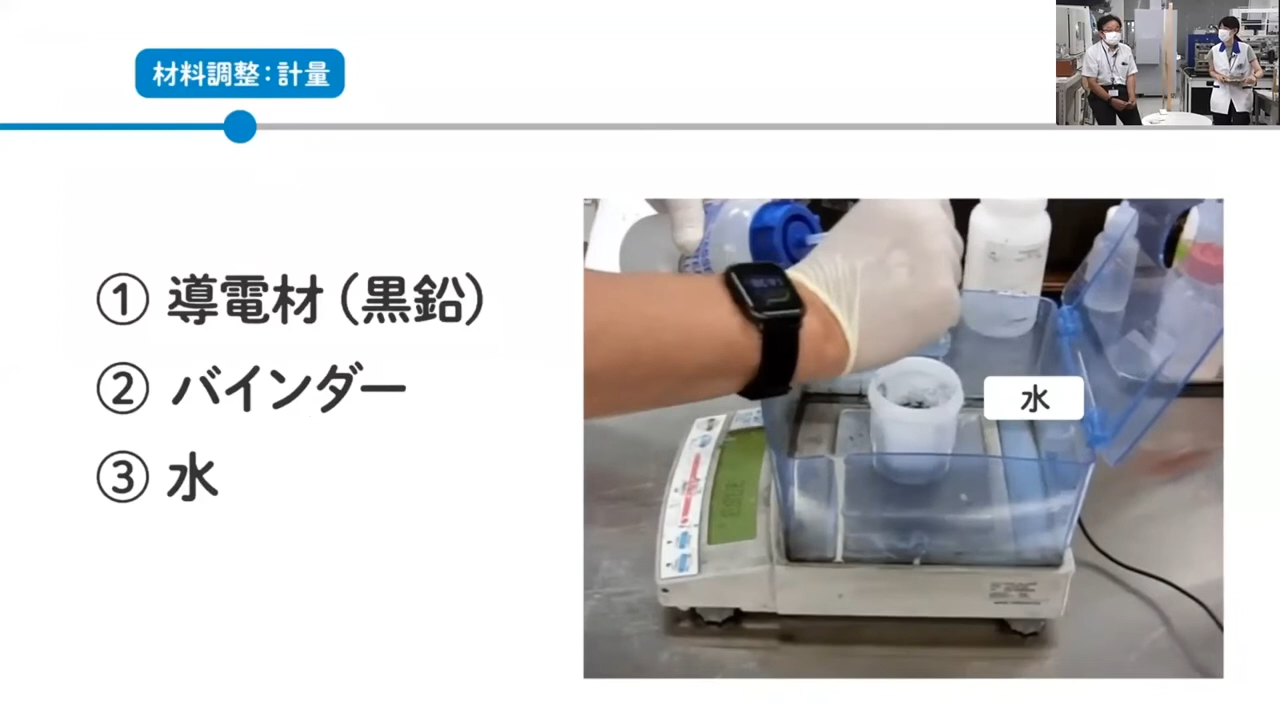 材料調整：計量
① 導電材（黒鉛）
② バインダー
③ 水
水